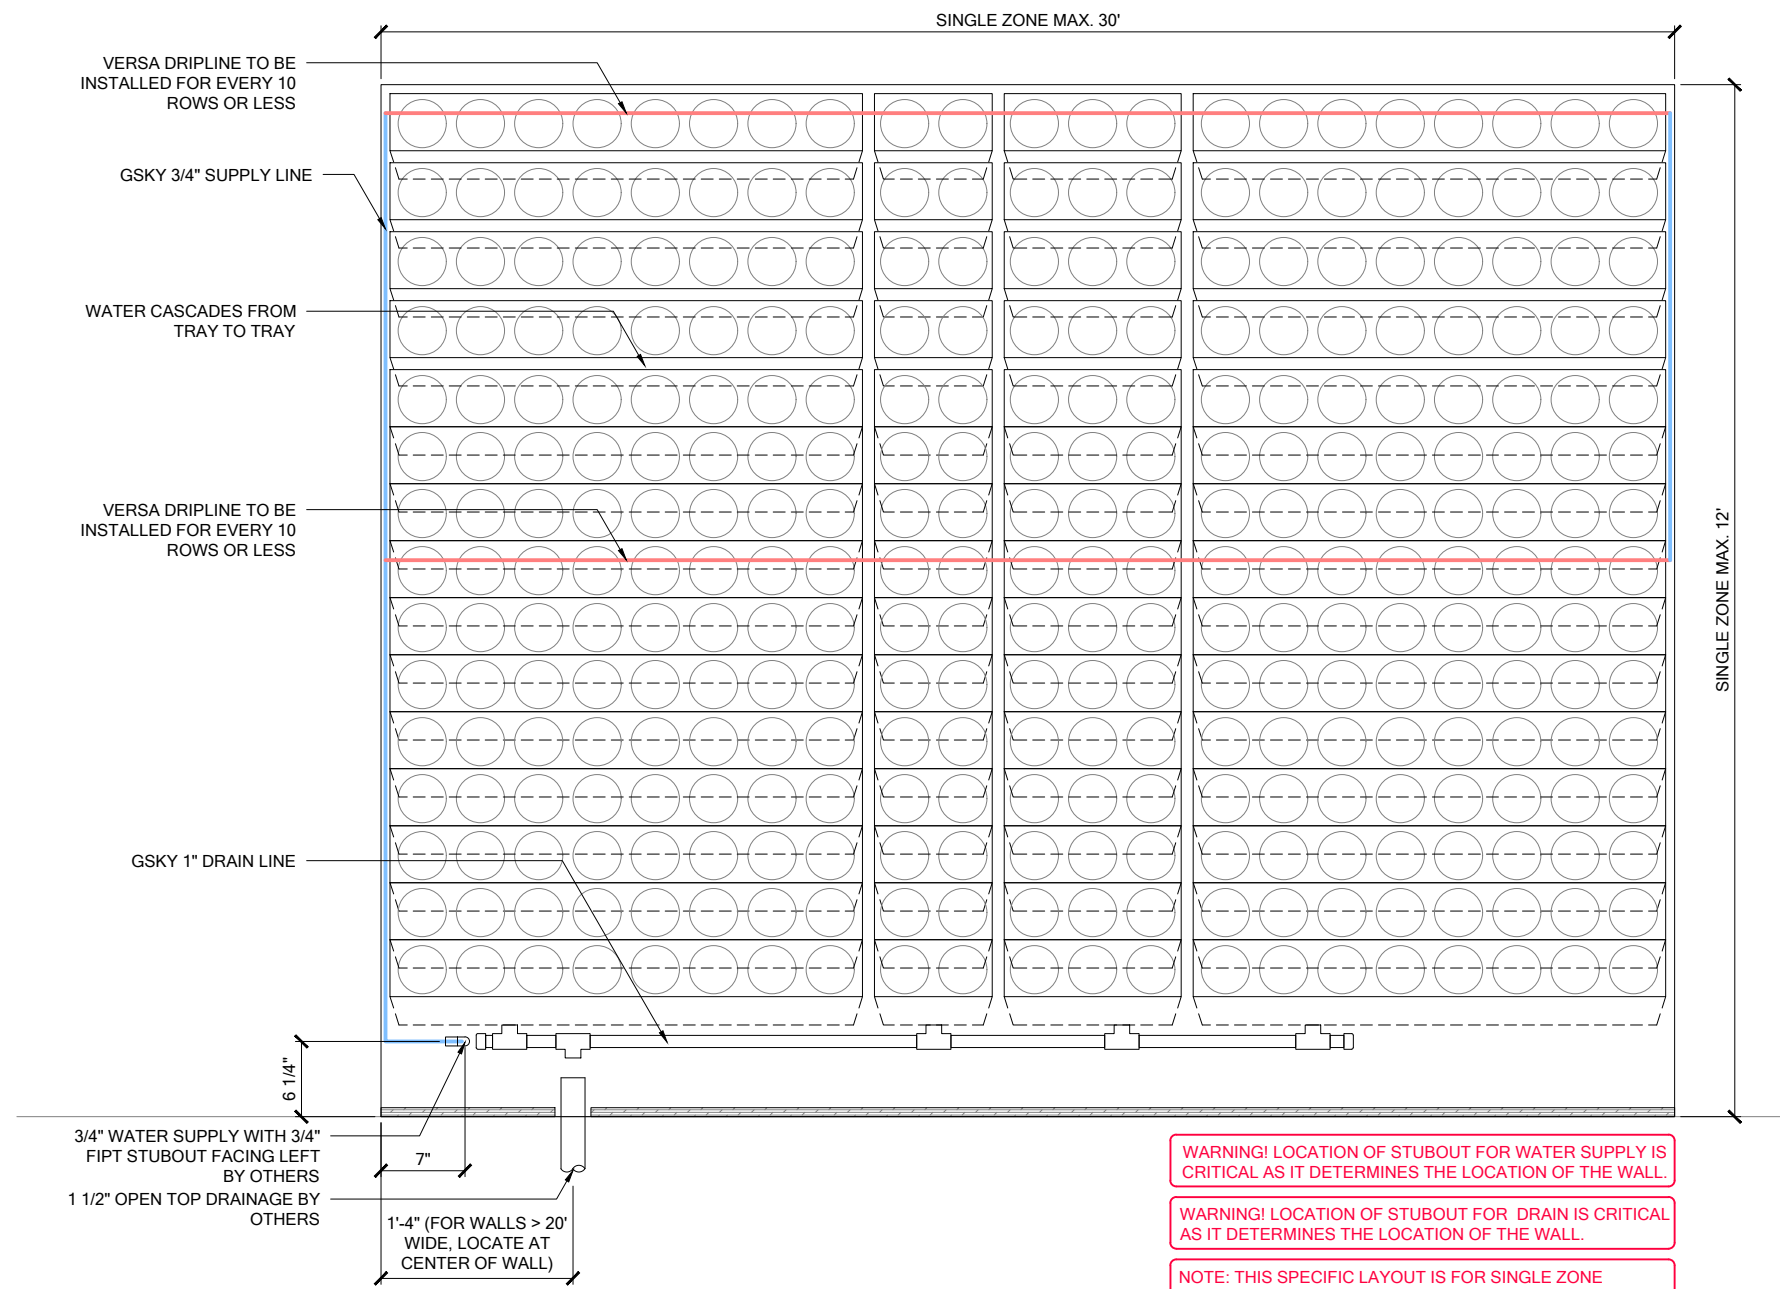 SINGLE ZONE MAX. 30'
VERSA DRIPLINE TO BE
INSTALLED FOR EVERY 10
ROWS OR LESS
GSKY 3/4" SUPPLY LINE
WATER CASCADES FROM
TRAY TO TRAY
VERSA DRIPLINE TO BE
INSTALLED FOR EVERY 10
ROWS OR LESS
SINGLE ZONE MAX. 12'
GSKY 1" DRAIN LINE
6 1/4"
3/4" WATER SUPPLY WITH 3/4"
FIPT STUBOUT FACING LEFT
BY OTHERS
7"
1 1/2" OPEN TOP DRAINAGE BY
OTHERS
1'-4" (FOR WALLS > 20'
WIDE, LOCATE AT
CENTER OF WALL)
WARNING! LOCATION OF STUBOUT FOR WATER SUPPLY IS
CRITICAL AS IT DETERMINES THE LOCATION OF THE WALL.
WARNING! LOCATION OF STUBOUT FOR DRAIN IS CRITICAL
AS IT DETERMINES THE LOCATION OF THE WALL.
NOTE: THIS SPECIFIC LAYOUT IS FOR SINGLE ZONE